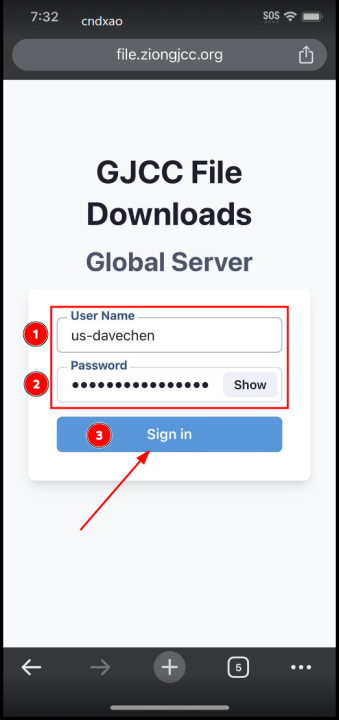 7:32
cndxao
SOS
file.ziongjcc.org
GJCC File
Downloads
Global Server
User Name
1
us-davechen
Password
2
●●●●●●●●●●●●●●●●
Show
3
Sign in
5